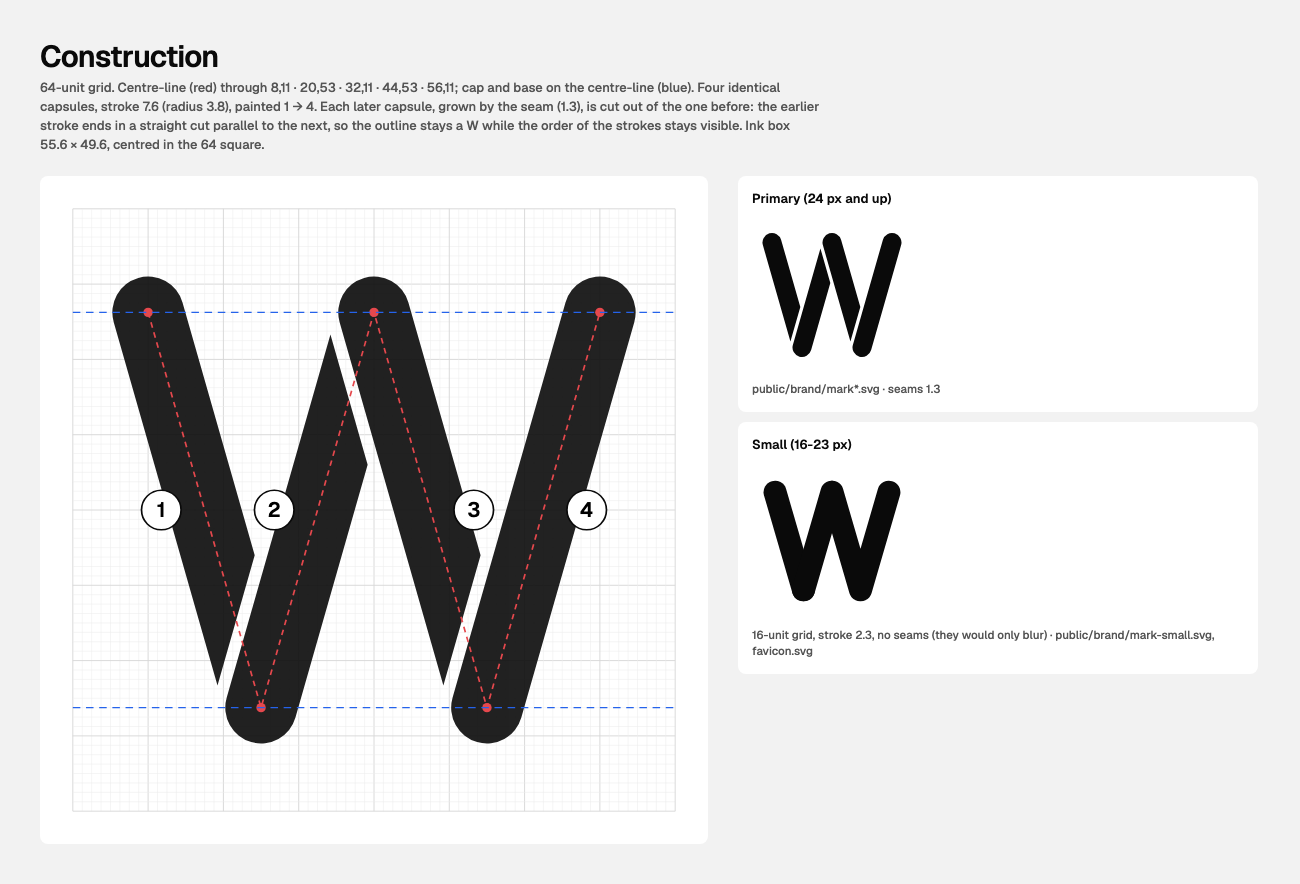 Construction
64-unit grid. Centre-line (red) through 8,11 · 20,53 · 32,11 · 44,53 · 56,11; cap and base on the centre-line (blue). Four identical
capsules, stroke 7.6 (radius 3.8), painted 1 → 4. Each later capsule, grown by the seam (1.3), is cut out of the one before: the earlier
stroke ends in a straight cut parallel to the next, so the outline stays a W while the order of the strokes stays visible. Ink box
55.6 × 49.6, centred in the 64 square.
1
2
3
4
Primary (24 px and up)
public/brand/mark*.svg · seams 1.3
Small (16-23 px)
16-unit grid, stroke 2.3, no seams (they would only blur) · public/brand/mark-small.svg,
favicon.svg